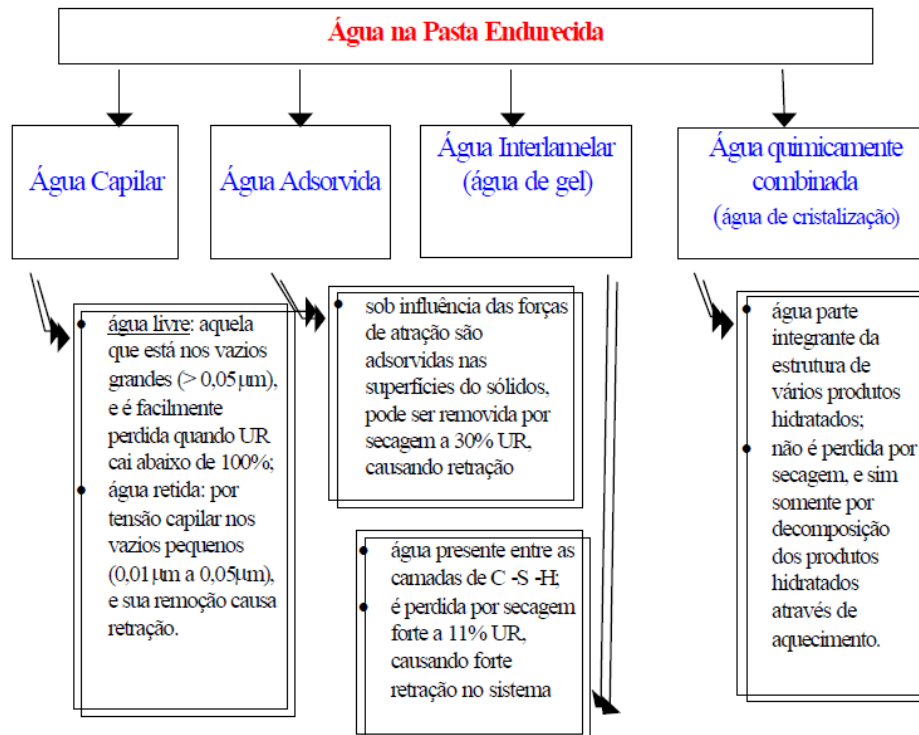 Água na Pasta Endurecida
Água Capilar
Água Adsorvida
Água Interlamelar
(água de gel)
Água quimicamente
combinada
(água de cristalização)
• água livre: aquela
que está nos vazios
grandes (> 0,05 μm),
e é facilmente
perdida quando UR
cai abaixo de 100%;
• água retida: por
tensão capilar nos
vazios pequenos
(0,01 μm a 0,05μm),
e sua remoção causa
retração.
• sob influência das forças
de atração são
adsorvidas nas
superfícies do sólidos,
pode ser removida por
secagem a 30% UR,
causando retração
• água presente entre as
camadas de C -S -H;
• é perdida por secagem
forte a 11% UR,
causando forte
retração no sistema
• água parte
integrante da
estrutura de
vários produtos
hidratados;
• não é perdida por
secagem, e sim
somente por
decomposição
dos produtos
hidratados
através de
aquecimento.